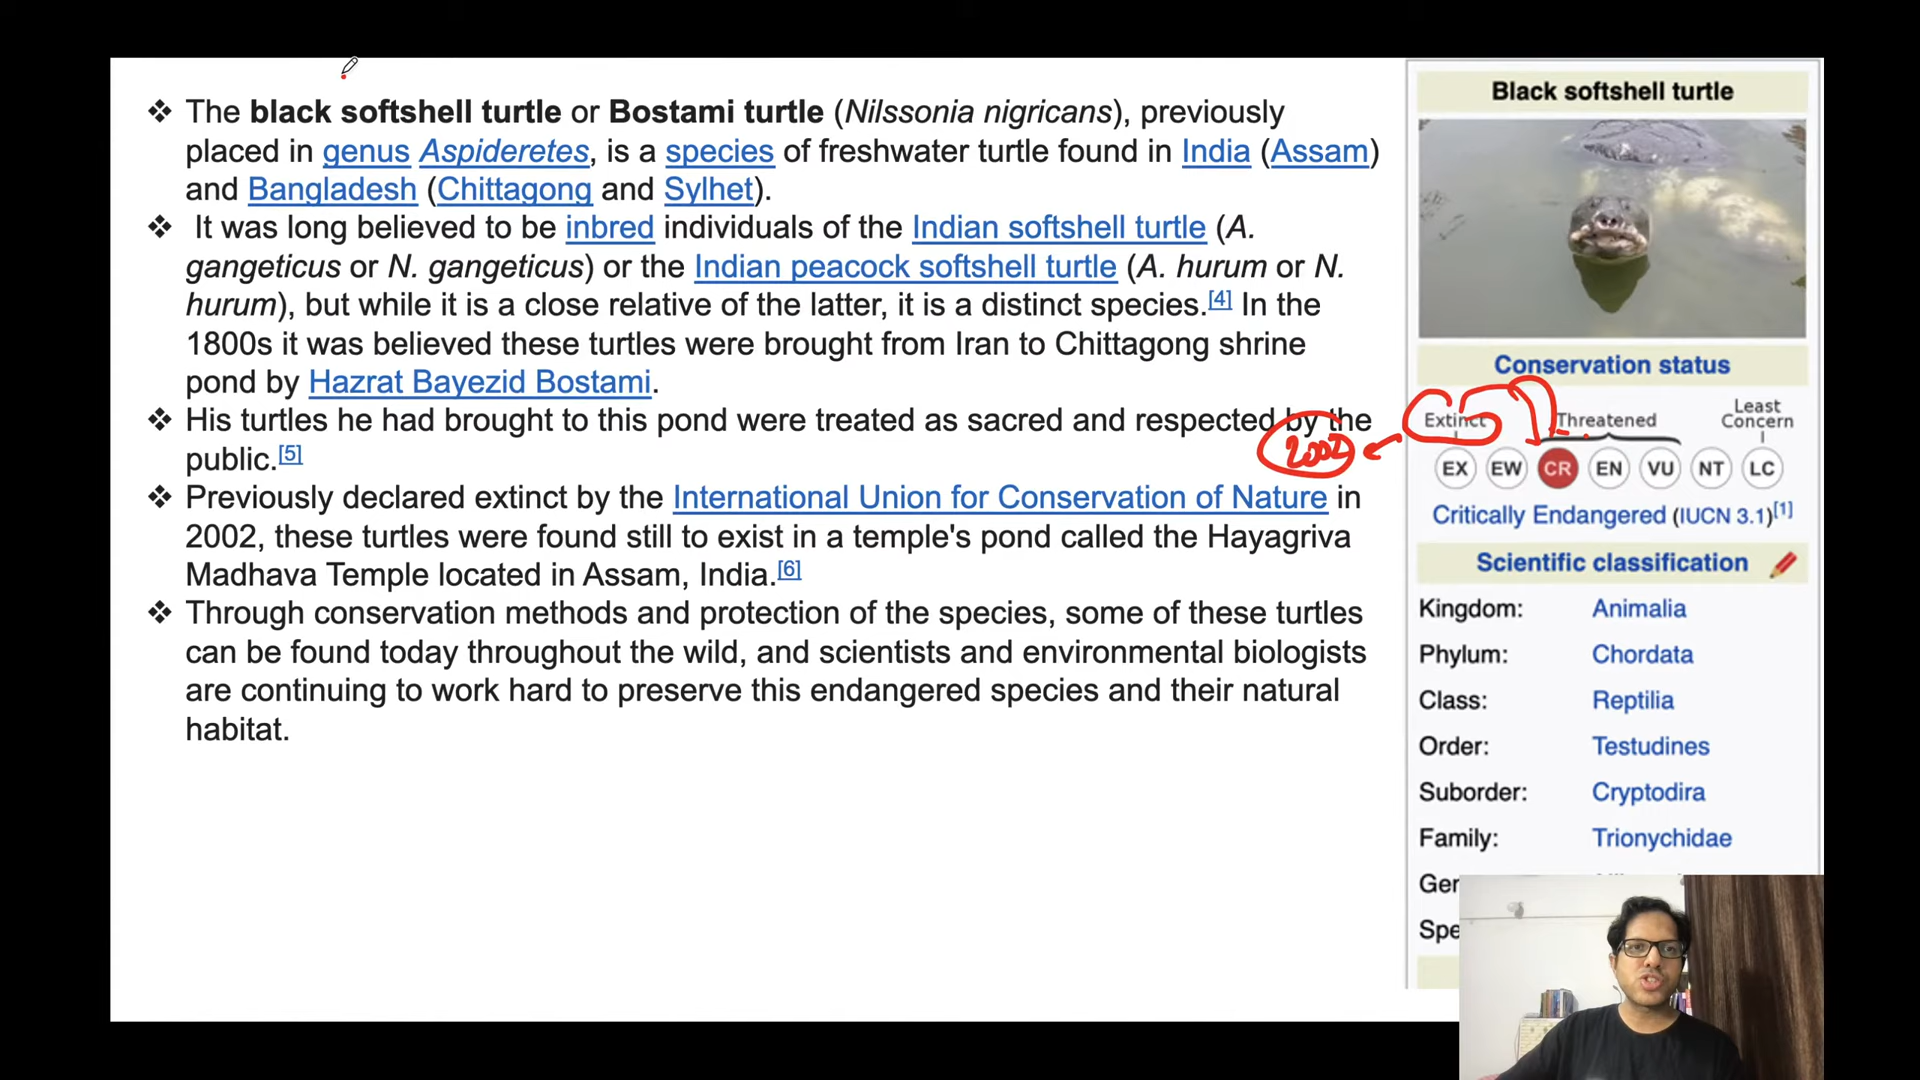 ❖ The black softshell turtle or Bostami turtle (Nilssonia nigricans), previously
placed in genus Aspideretes, is a species of freshwater turtle found in India (Assam)
and Bangladesh (Chittagong and Sylhet).
❖ It was long believed to be inbred individuals of the Indian softshell turtle (A.
gangeticus or N. gangeticus) or the Indian peacock softshell turtle (A. hurum or N.
hurum), but while it is a close relative of the latter, it is a distinct species.[4] In the
1800s it was believed these turtles were brought from Iran to Chittagong shrine
pond by Hazrat Bayezid Bostami.
❖ His turtles he had brought to this pond were treated as sacred and respected by the
public.[5]
❖ Previously declared extinct by the International Union for Conservation of Nature in
2002, these turtles were found still to exist in a temple's pond called the Hayagriva
Madhava Temple located in Assam, India.[6]
❖ Through conservation methods and protection of the species, some of these turtles
can be found today throughout the wild, and scientists and environmental biologists
are continuing to work hard to preserve this endangered species and their natural
habitat.
2002
Black softshell turtle
Conservation status
Extinct Threatened Least Concern
EX EW CR EN VU NT LC
Critically Endangered (IUCN 3.1)[1]
Scientific classification
Kingdom: Animalia
Phylum: Chordata
Class: Reptilia
Order: Testudines
Suborder: Cryptodira
Family: Trionychidae
Ger
Spe